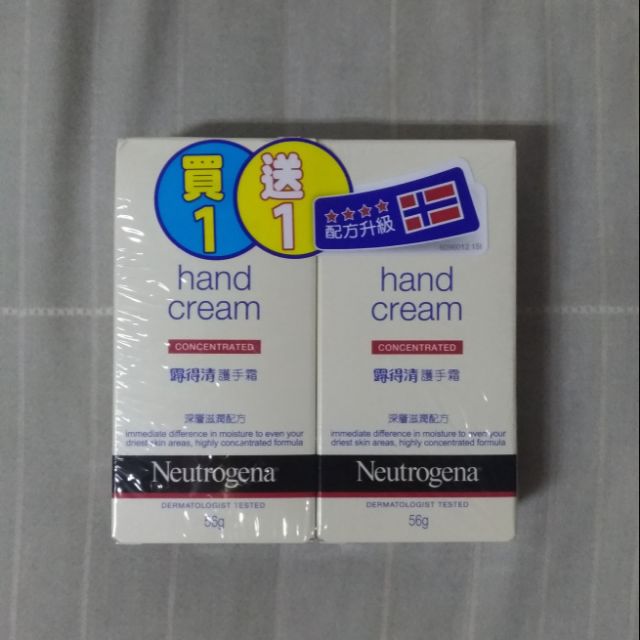 買 送
1 1
★★★★
配方升級
hand
cream
CONCENTRATED
露得清護手霜
深層滋潤配方
immediate difference in moisture to even your
driest skin areas, highly concentrated formula
Neutrogena
DERMATOLOGIST TESTED
56g
hand
cream
CONCENTRATED
露得清護手霜
深層滋潤配方
immediate difference in moisture to even your
driest skin areas, highly concentrated formula
Neutrogena
DERMATOLOGIST TESTED
56g